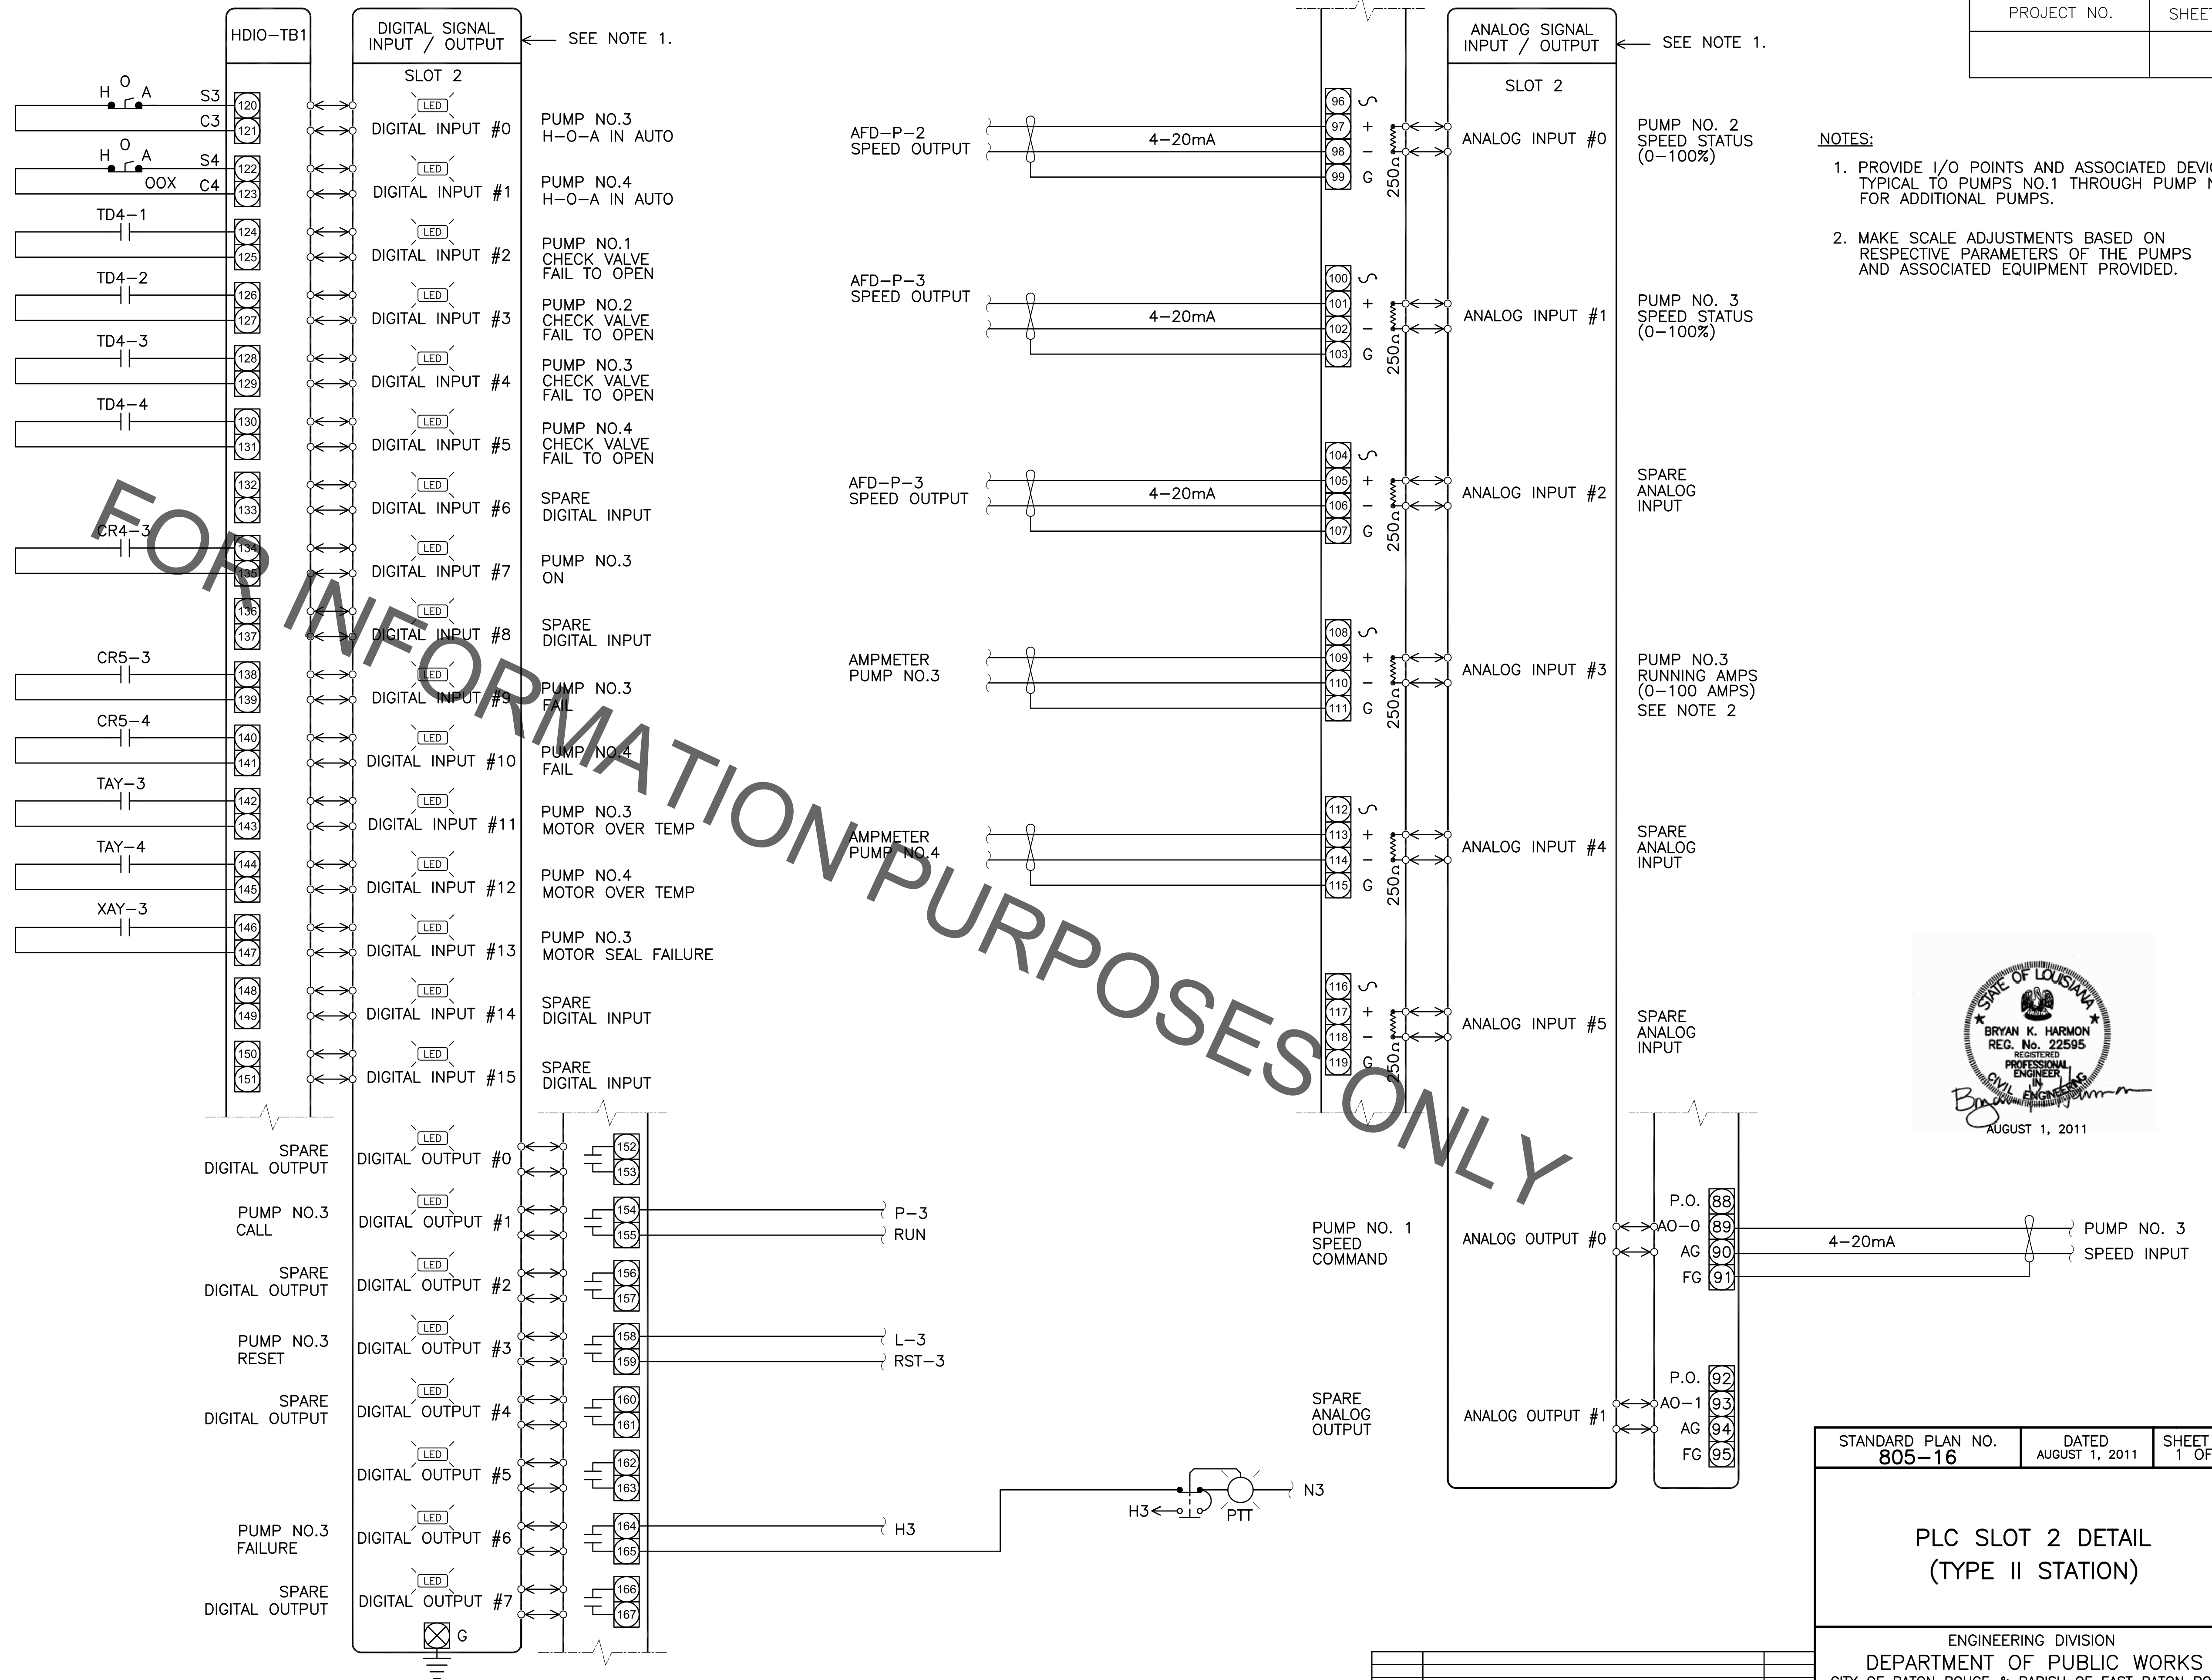 HDIO-TB1
DIGITAL SIGNAL
INPUT / OUTPUT
SEE NOTE 1.
SLOT 2
H O A S3
C3
120
121
LED
DIGITAL INPUT #0
PUMP NO.3
H-O-A IN AUTO
H O A S4
OOX C4
122
123
LED
DIGITAL INPUT #1
PUMP NO.4
H-O-A IN AUTO
TD4-1
124
125
LED
DIGITAL INPUT #2
PUMP NO.1
CHECK VALVE
FAIL TO OPEN
TD4-2
126
127
LED
DIGITAL INPUT #3
PUMP NO.2
CHECK VALVE
FAIL TO OPEN
TD4-3
128
129
LED
DIGITAL INPUT #4
PUMP NO.3
CHECK VALVE
FAIL TO OPEN
TD4-4
130
131
LED
DIGITAL INPUT #5
PUMP NO.4
CHECK VALVE
FAIL TO OPEN
132
133
LED
DIGITAL INPUT #6
SPARE
DIGITAL INPUT
CR4-3
134
135
LED
DIGITAL INPUT #7
PUMP NO.3
ON
136
137
LED
DIGITAL INPUT #8
SPARE
DIGITAL INPUT
CR5-3
138
139
LED
DIGITAL INPUT #9
PUMP NO.3
FAIL
CR5-4
140
141
LED
DIGITAL INPUT #10
PUMP NO.4
FAIL
TAY-3
142
143
LED
DIGITAL INPUT #11
PUMP NO.3
MOTOR OVER TEMP
TAY-4
144
145
LED
DIGITAL INPUT #12
PUMP NO.4
MOTOR OVER TEMP
XAY-3
146
147
LED
DIGITAL INPUT #13
PUMP NO.3
MOTOR SEAL FAILURE
148
149
LED
DIGITAL INPUT #14
SPARE
DIGITAL INPUT
150
151
LED
DIGITAL INPUT #15
SPARE
DIGITAL INPUT
SPARE
DIGITAL OUTPUT
LED
DIGITAL OUTPUT #0
152
153
PUMP NO.3
CALL
LED
DIGITAL OUTPUT #1
154
155
P-3
RUN
SPARE
DIGITAL OUTPUT
LED
DIGITAL OUTPUT #2
156
157
PUMP NO.3
RESET
LED
DIGITAL OUTPUT #3
158
159
L-3
RST-3
SPARE
DIGITAL OUTPUT
LED
DIGITAL OUTPUT #4
160
161
LED
DIGITAL OUTPUT #5
162
163
PUMP NO.3
FAILURE
LED
DIGITAL OUTPUT #6
164
165
H3
H3
PTT
N3
SPARE
DIGITAL OUTPUT
LED
DIGITAL OUTPUT #7
166
167
G
FOR INFORMATION PURPOSES ONLY
ANALOG SIGNAL
INPUT / OUTPUT
SEE NOTE 1.
SLOT 2
AFD-P-2
SPEED OUTPUT
4-20mA
96
97 +
98 -
99 G
250Ω
ANALOG INPUT #0
PUMP NO. 2
SPEED STATUS
(0-100%)
AFD-P-3
SPEED OUTPUT
4-20mA
100
101 +
102 -
103 G
250Ω
ANALOG INPUT #1
PUMP NO. 3
SPEED STATUS
(0-100%)
AFD-P-3
SPEED OUTPUT
4-20mA
104
105 +
106 -
107 G
250Ω
ANALOG INPUT #2
SPARE
ANALOG
INPUT
AMPMETER
PUMP NO.3
108
109 +
110 -
111 G
250Ω
ANALOG INPUT #3
PUMP NO.3
RUNNING AMPS
(0-100 AMPS)
SEE NOTE 2
AMPMETER
PUMP NO.4
112
113 +
114 -
115 G
250Ω
ANALOG INPUT #4
SPARE
ANALOG
INPUT
116
117 +
118 -
119 G
250Ω
ANALOG INPUT #5
SPARE
ANALOG
INPUT
PUMP NO. 1
SPEED
COMMAND
ANALOG OUTPUT #0
P.O. 88
AO-0 89
AG 90
FG 91
4-20mA
PUMP NO. 3
SPEED INPUT
SPARE
ANALOG
OUTPUT
ANALOG OUTPUT #1
P.O. 92
AO-1 93
AG 94
FG 95
PROJECT NO.
SHEET
NOTES:
1. PROVIDE I/O POINTS AND ASSOCIATED
TYPICAL TO PUMPS NO.1 THROUGH PUMP
FOR ADDITIONAL PUMPS.
2. MAKE SCALE ADJUSTMENTS BASED ON
RESPECTIVE PARAMETERS OF THE PUMPS
AND ASSOCIATED EQUIPMENT PROVIDED.
STATE OF LOUISIANA
BRYAN K. HARMON
REG. No. 22595
REGISTERED
PROFESSIONAL
ENGINEER
IN
CIVIL ENGINEERING
AUGUST 1, 2011
STANDARD PLAN NO.
805-16
DATED
AUGUST 1, 2011
SHEET
1 OF
PLC SLOT 2 DETAIL
(TYPE II STATION)
ENGINEERING DIVISION
DEPARTMENT OF PUBLIC WORKS